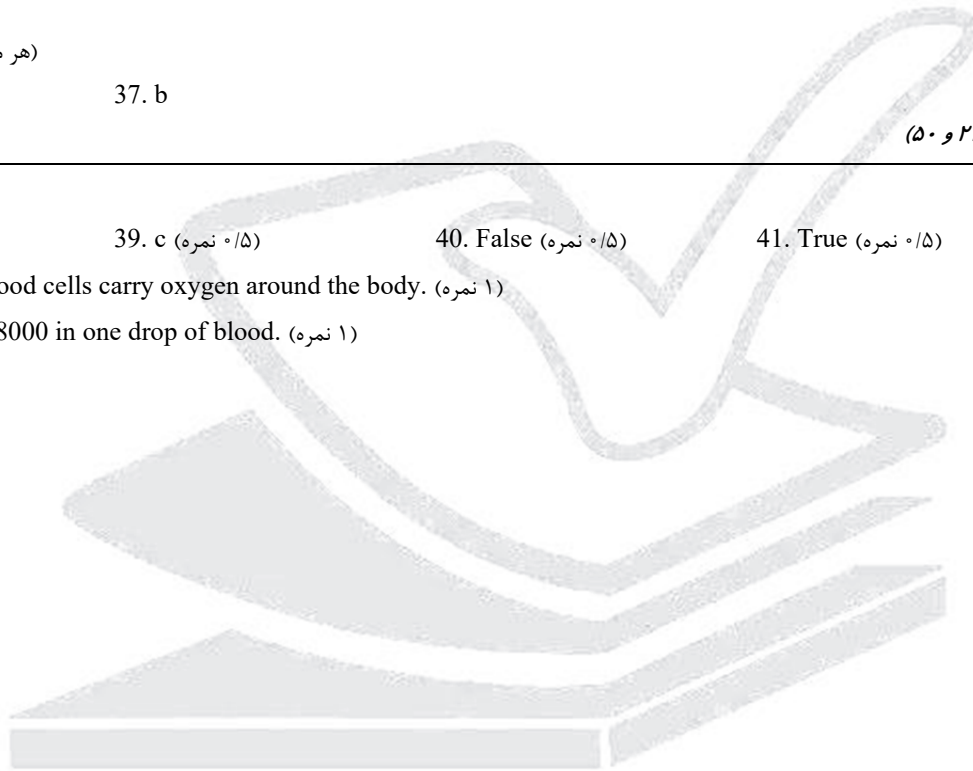 (هر
37. b
و ۵۰)
39. c (۰/۵ نمره) 40. False (۰/۵ نمره) 41. True (۰/۵ نمره)
ood cells carry oxygen around the body. (۱ نمره)
8000 in one drop of blood. (۱ نمره)